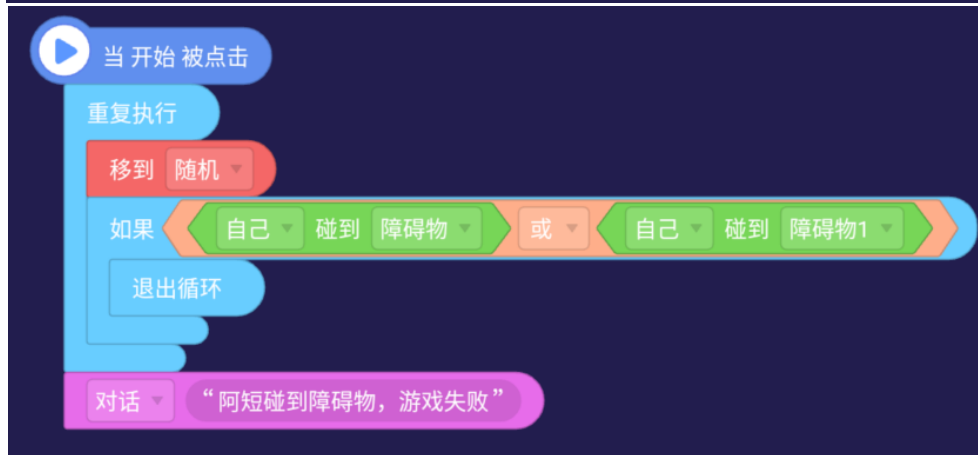 当 开始 被点击
重复执行
移到 随机
如果 自己 碰到 障碍物 或 自己 碰到 障碍物1
退出循环
对话 “阿短碰到障碍物，游戏失败”